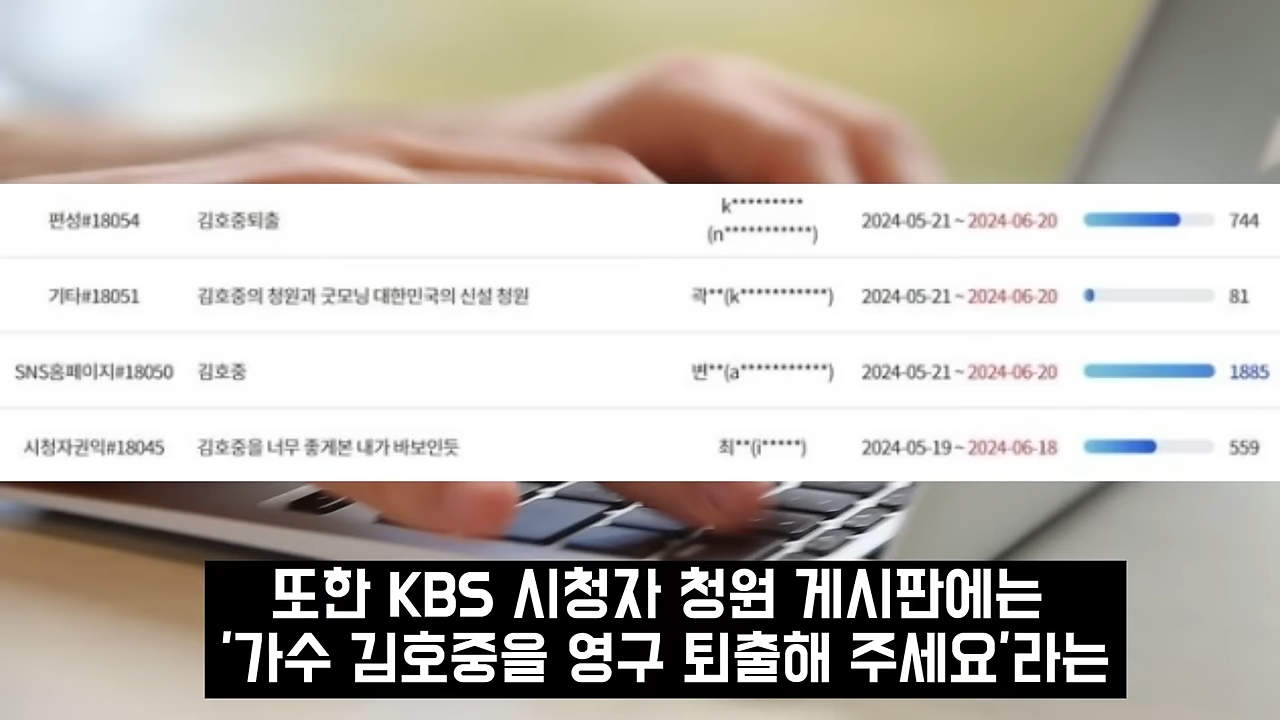 편성#18054 김호중퇴출 k********* (n***********) 2024-05-21 ~ 2024-06-20 744
기타#18051 김호중의 청원과 굿모닝 대한민국의 신설 청원 곽**(k***********) 2024-05-21 ~ 2024-06-20 81
SNS홈페이지#18050 김호중 변**(a***********) 2024-05-21 ~ 2024-06-20 1885
시청자권익#18045 김호중을 너무 좋게본 내가 바보인듯 최**(i*****) 2024-05-19 ~ 2024-06-18 559
또한 KBS 시청자 청원 게시판에는
'가수 김호중을 영구 퇴출해 주세요'라는